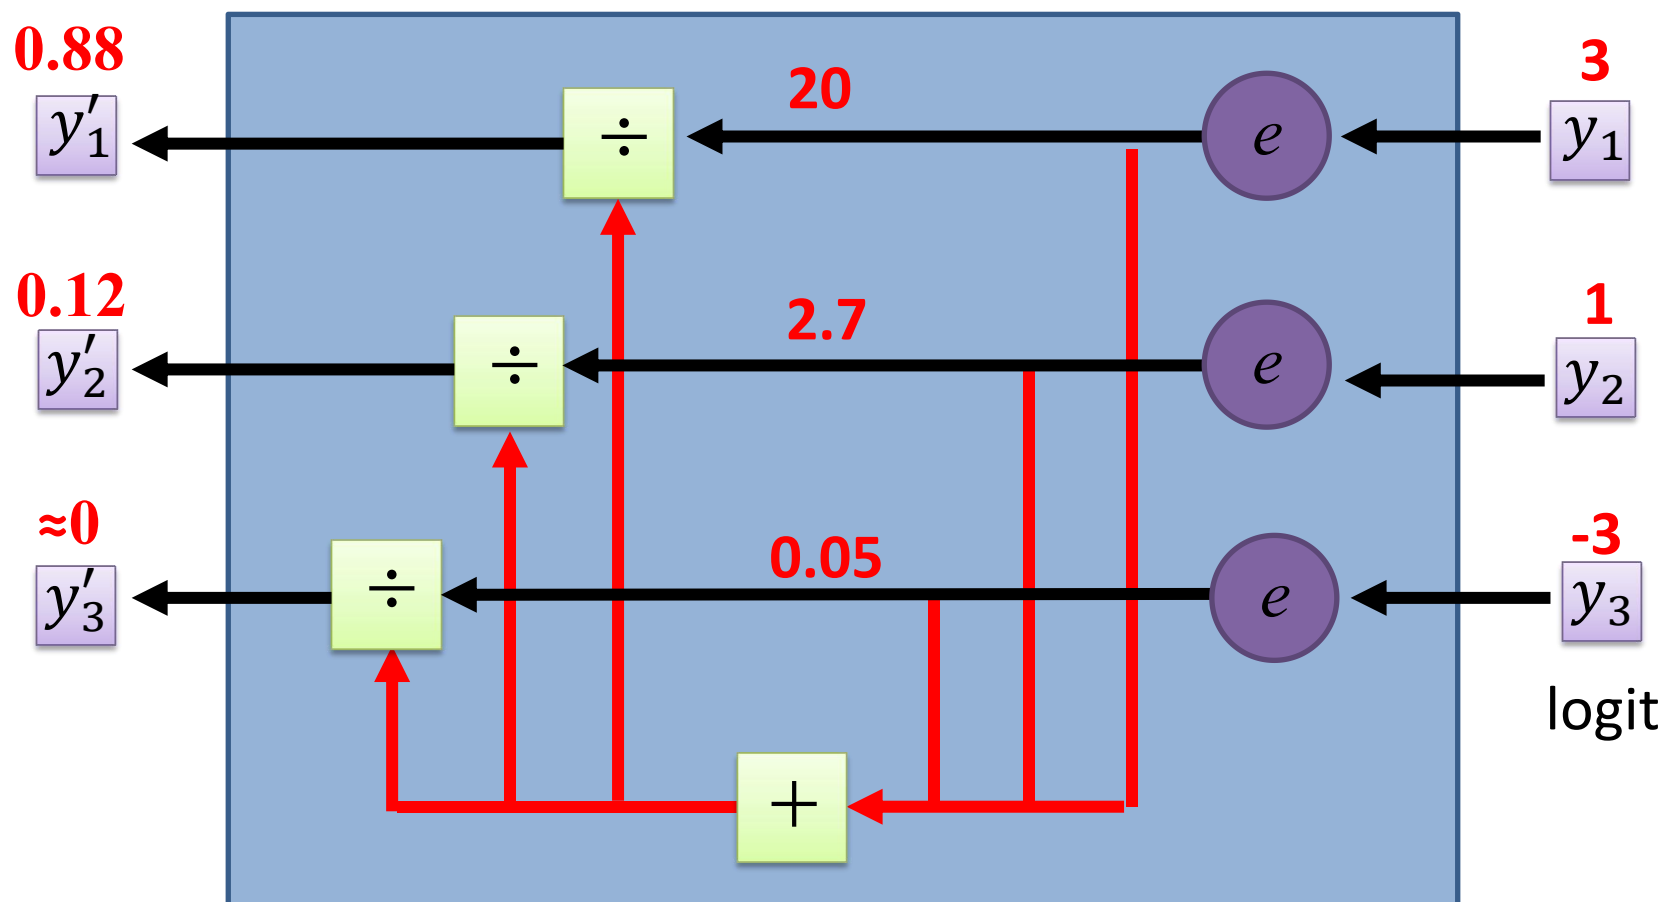 0.88 20 3
y′₁ ÷ e y₁
0.12 2.7 1
y′₂ ÷ e y₂
≈0 0.05 -3
y′₃ ÷ e y₃
logit
+